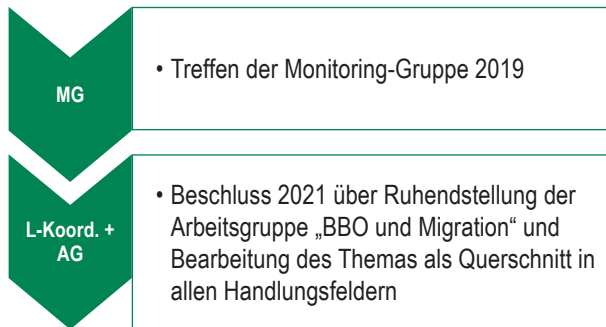 MG
• Treffen der Monitoring-Gruppe 2019
L-Koord. +
AG
• Beschluss 2021 über Ruhendstellung der
Arbeitsgruppe „BBO und Migration“ und
Bearbeitung des Themas als Querschnitt in
allen Handlungsfeldern